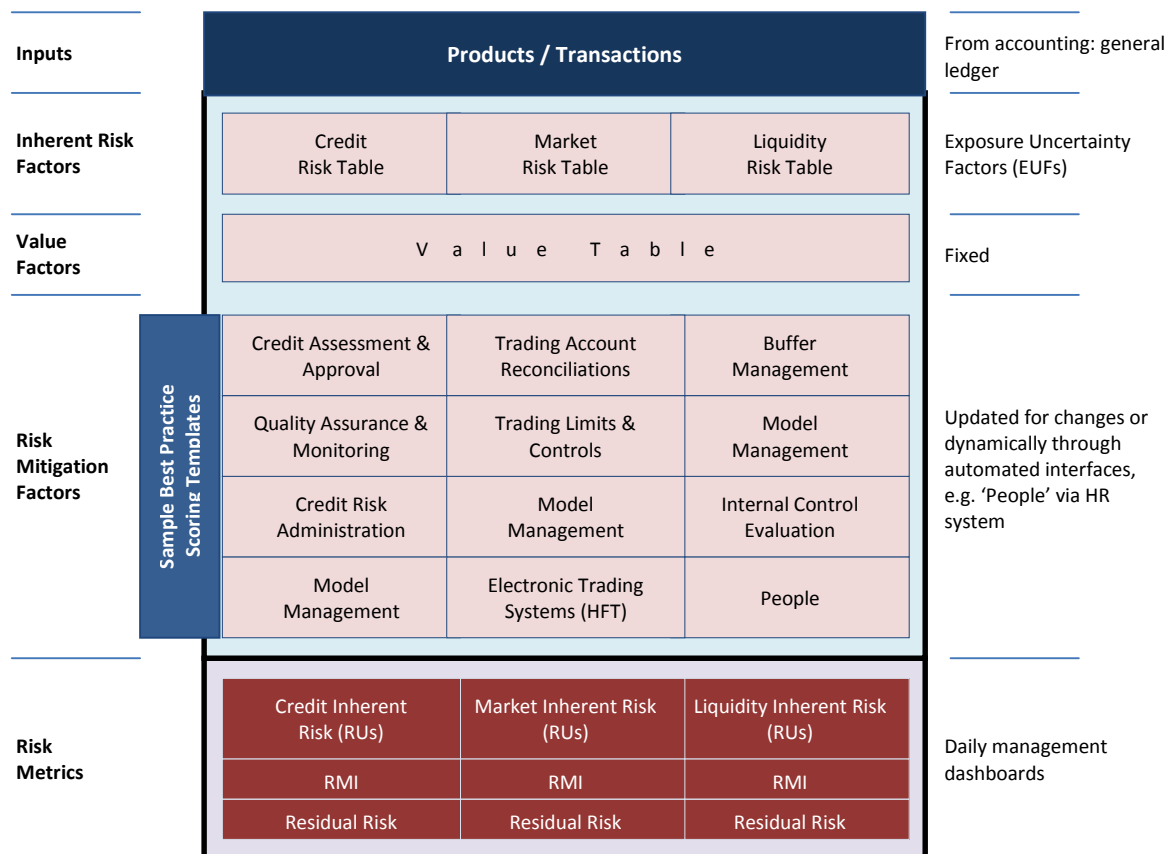 Inputs
Products / Transactions
From accounting: general
ledger
Inherent Risk
Factors
Credit
Risk Table
Market
Risk Table
Liquidity
Risk Table
Exposure Uncertainty
Factors (EUFs)
Value
Factors
V a l u e T a b l e
Fixed
Risk
Mitigation
Factors
Sample Best Practice
Scoring Templates
Credit Assessment &
Approval
Trading Account
Reconciliations
Buffer
Management
Quality Assurance &
Monitoring
Trading Limits &
Controls
Model
Management
Credit Risk
Administration
Model
Management
Internal Control
Evaluation
Model
Management
Electronic Trading
Systems (HFT)
People
Updated for changes or
dynamically through
automated interfaces,
e.g. ‘People’ via HR
system
Risk
Metrics
Credit Inherent
Risk (RUs)
Market Inherent Risk
(RUs)
Liquidity Inherent Risk
(RUs)
RMI
RMI
RMI
Residual Risk
Residual Risk
Residual Risk
Daily management
dashboards